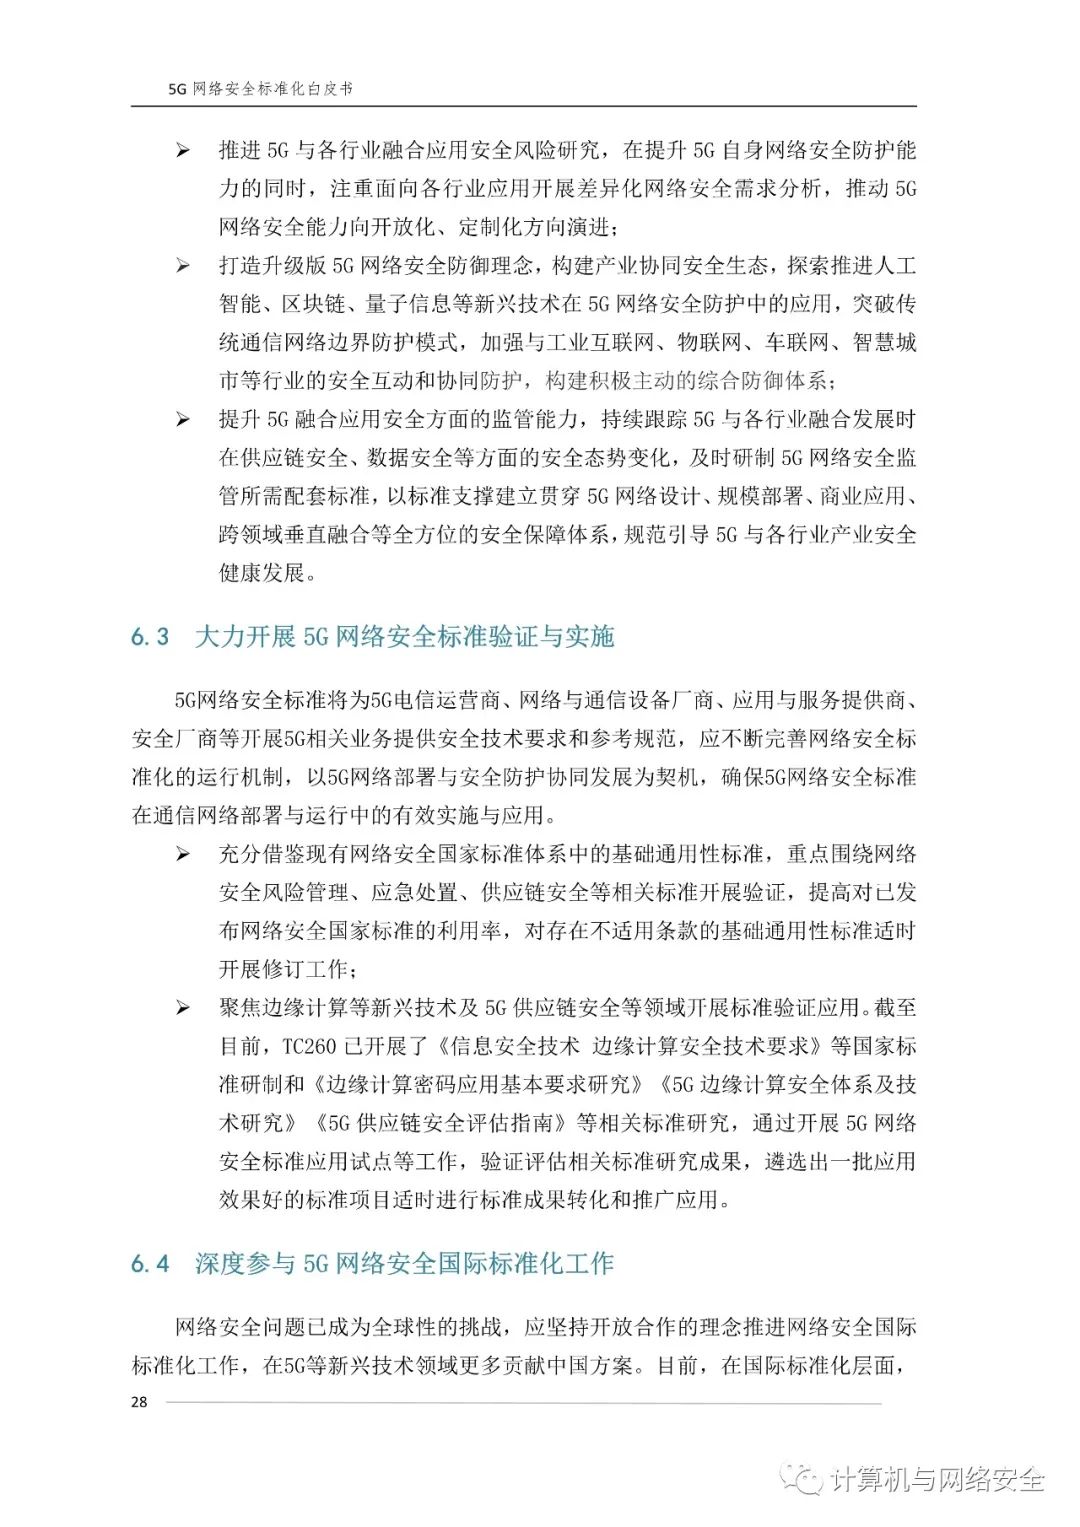 5G 网络安全标准化白皮书
➢ 推进 5G 与各行业融合应用安全风险研究，在提升 5G 自身网络安全防护能
力的同时，注重面向各行业应用开展差异化网络安全需求分析，推动 5G
网络安全能力向开放化、定制化方向演进；
➢ 打造升级版 5G 网络安全防御理念，构建产业协同安全生态，探索推进人工
智能、区块链、量子信息等新兴技术在 5G 网络安全防护中的应用，突破传
统通信网络边界防护模式，加强与工业互联网、物联网、车联网、智慧城
市等行业的安全互动和协同防护，构建积极主动的综合防御体系；
➢ 提升 5G 融合应用安全方面的监管能力，持续跟踪 5G 与各行业融合发展时
在供应链安全、数据安全等方面的安全态势变化，及时研制 5G 网络安全监
管所需配套标准，以标准支撑建立贯穿 5G 网络设计、规模部署、商业应用、
跨领域垂直融合等全方位的安全保障体系，规范引导 5G 与各行业产业安全
健康发展。
6.3 大力开展 5G 网络安全标准验证与实施
5G网络安全标准将为5G电信运营商、网络与通信设备厂商、应用与服务提供商、
安全厂商等开展5G相关业务提供安全技术要求和参考规范，应不断完善网络安全标
准化的运行机制，以5G网络部署与安全防护协同发展为契机，确保5G网络安全标准
在通信网络部署与运行中的有效实施与应用。
➢ 充分借鉴现有网络安全国家标准体系中的基础通用性标准，重点围绕网络
安全风险管理、应急处置、供应链安全等相关标准开展验证，提高对已发
布网络安全国家标准的利用率，对存在不适用条款的基础通用性标准适时
开展修订工作；
➢ 聚焦边缘计算等新兴技术及 5G 供应链安全等领域开展标准验证应用。截至
目前，TC260 已开展了《信息安全技术 边缘计算安全技术要求》等国家标
准研制和《边缘计算密码应用基本要求研究》《5G 边缘计算安全体系及技
术研究》《5G 供应链安全评估指南》等相关标准研究，通过开展 5G 网络
安全标准应用试点等工作，验证评估相关标准研究成果，遴选出一批应用
效果好的标准项目适时进行标准成果转化和推广应用。
6.4 深度参与 5G 网络安全国际标准化工作
网络安全问题已成为全球性的挑战，应坚持开放合作的理念推进网络安全国际
标准化工作，在5G等新兴技术领域更多贡献中国方案。目前，在国际标准化层面，
28
计算机与网络安全